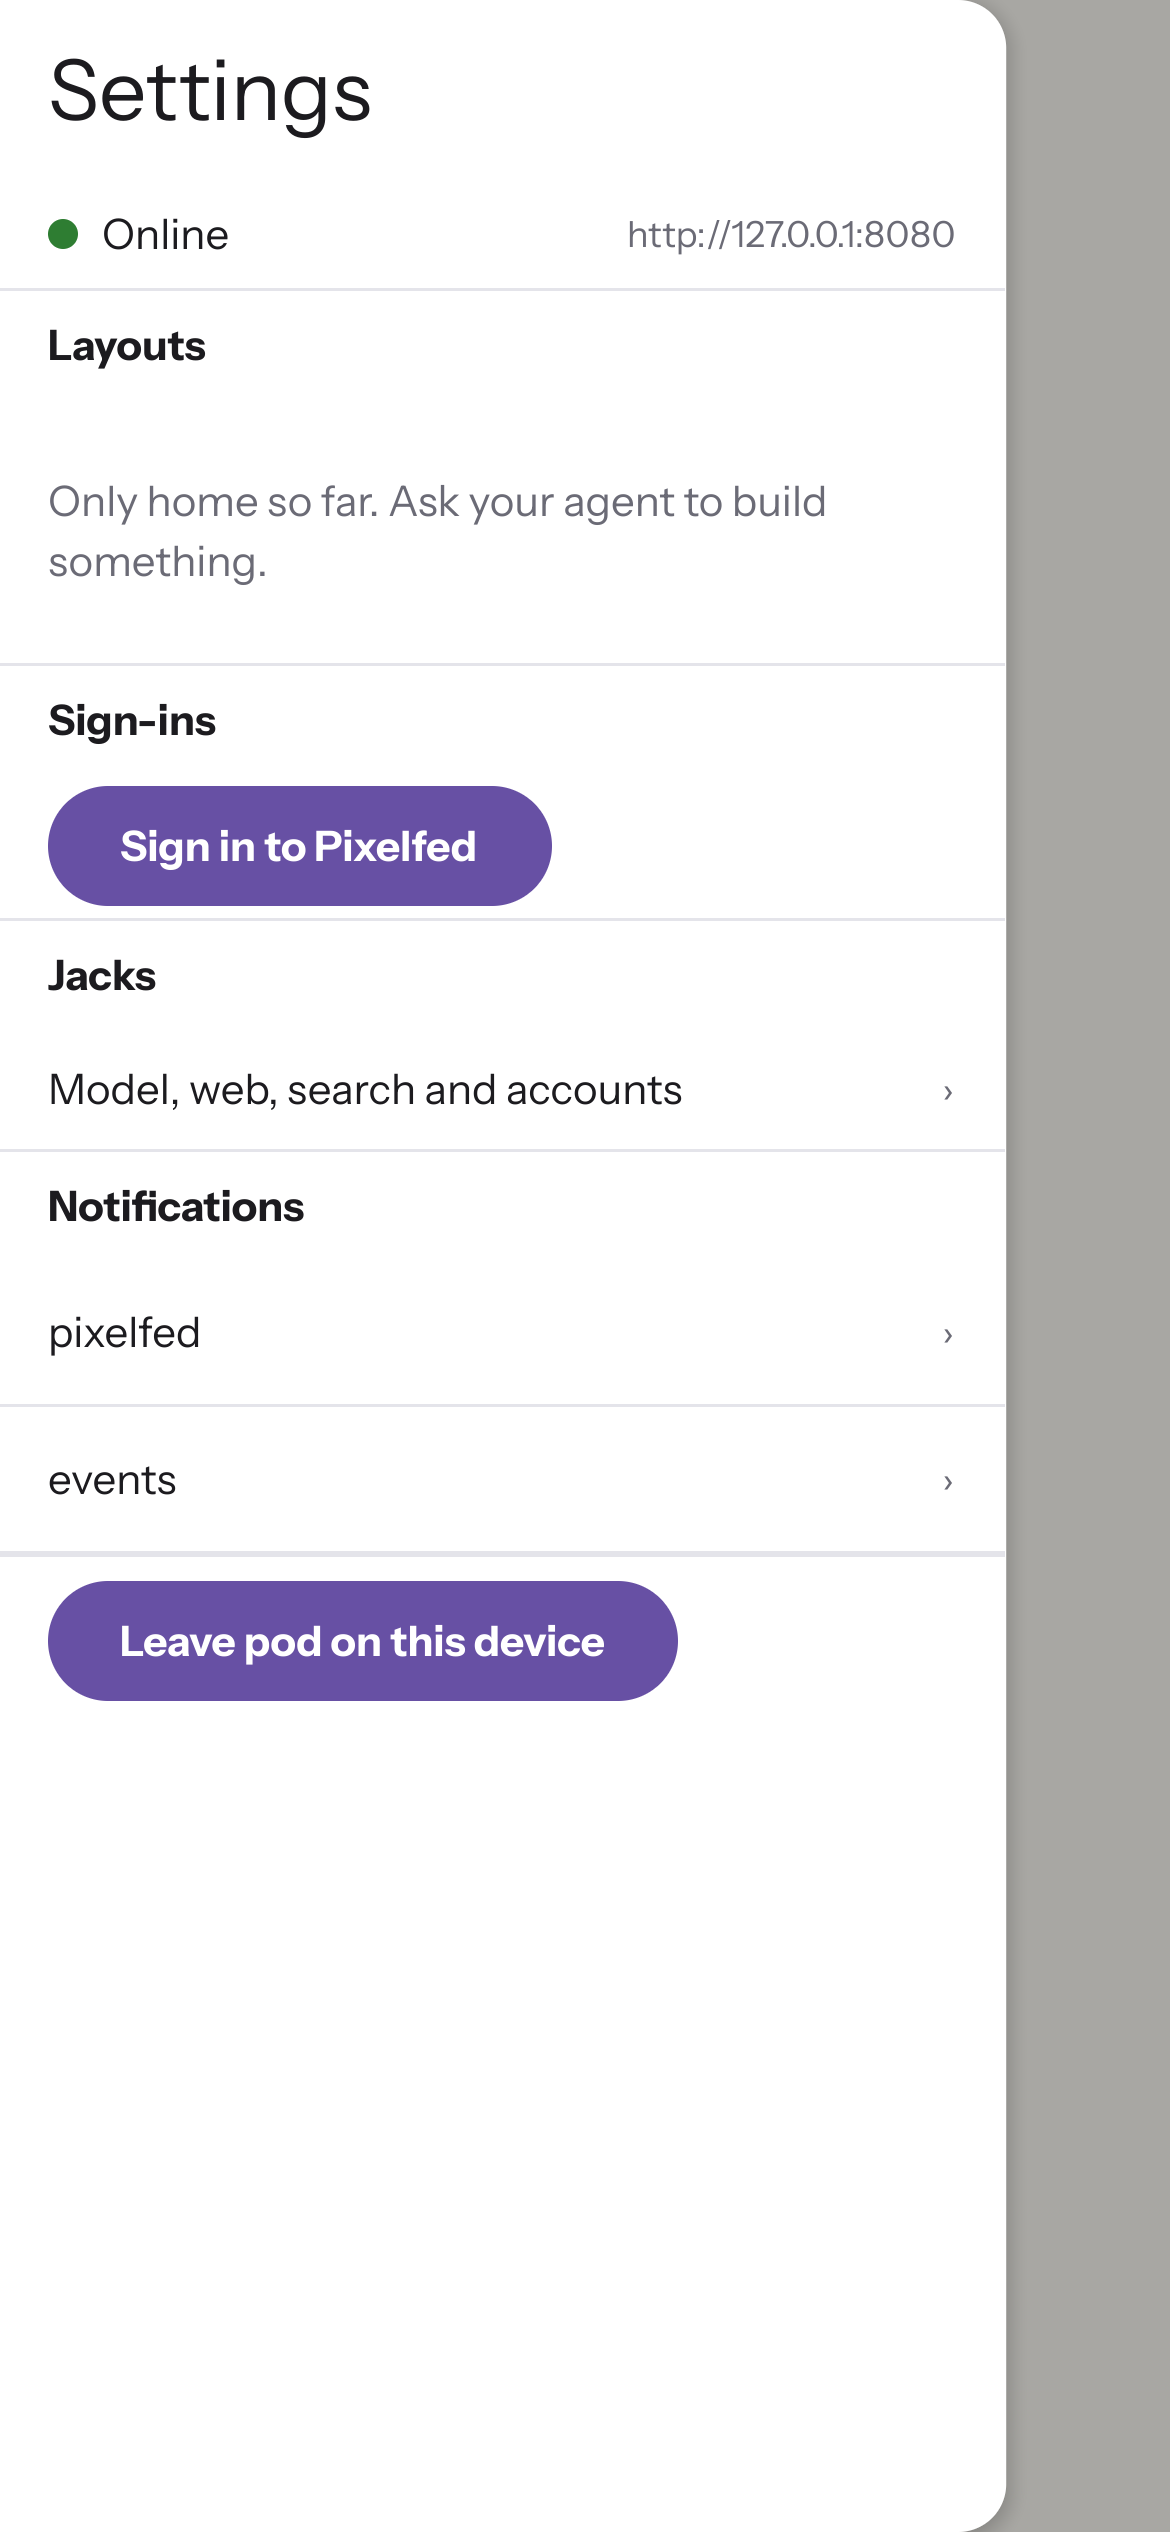 Settings
Online
http://127.0.0.1:8080
Layouts
Only home so far. Ask your agent to build
something.
Sign-ins
Sign in to Pixelfed
Jacks
Model, web, search and accounts
Notifications
pixelfed
events
Leave pod on this device